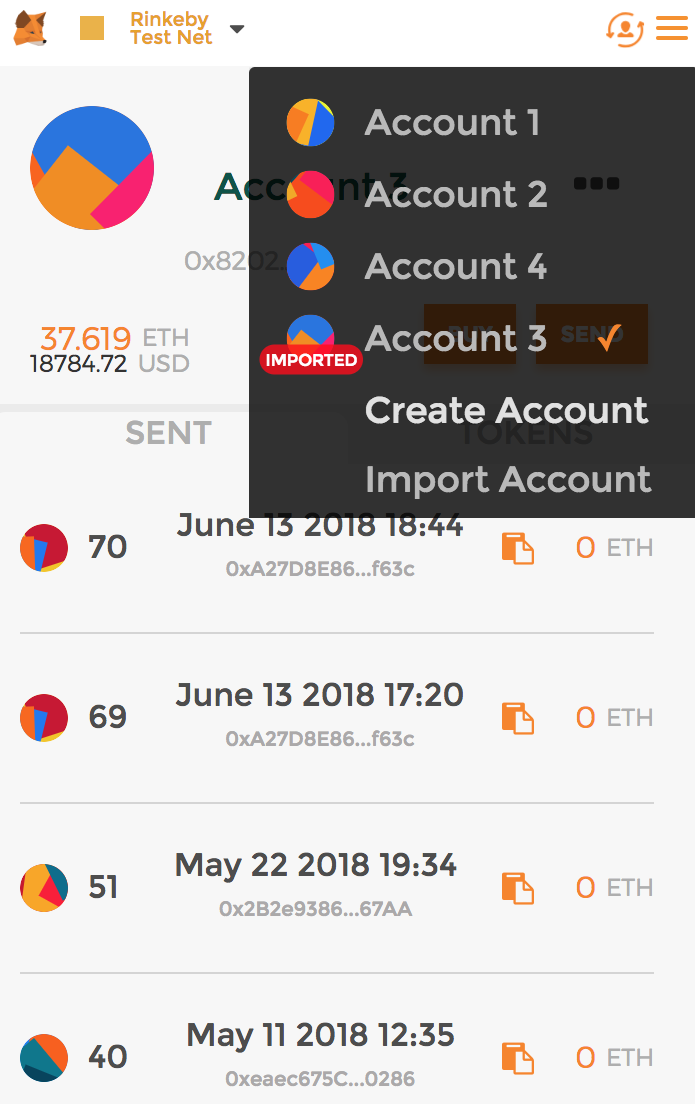 Rinkeby
Test Net
Account 1
Account 3
Account 2
0x8202...
Account 4
37.619 ETH
18784.72 USD
BUY
SEND
IMPORTED
Account 3
Create Account
SENT
TOKENS
Import Account
70
June 13 2018 18:44
0xA27D8E86...f63c
0 ETH
69
June 13 2018 17:20
0xA27D8E86...f63c
0 ETH
51
May 22 2018 19:34
0x2B2e9386...67AA
0 ETH
40
May 11 2018 12:35
0xeaec675C...0286
0 ETH